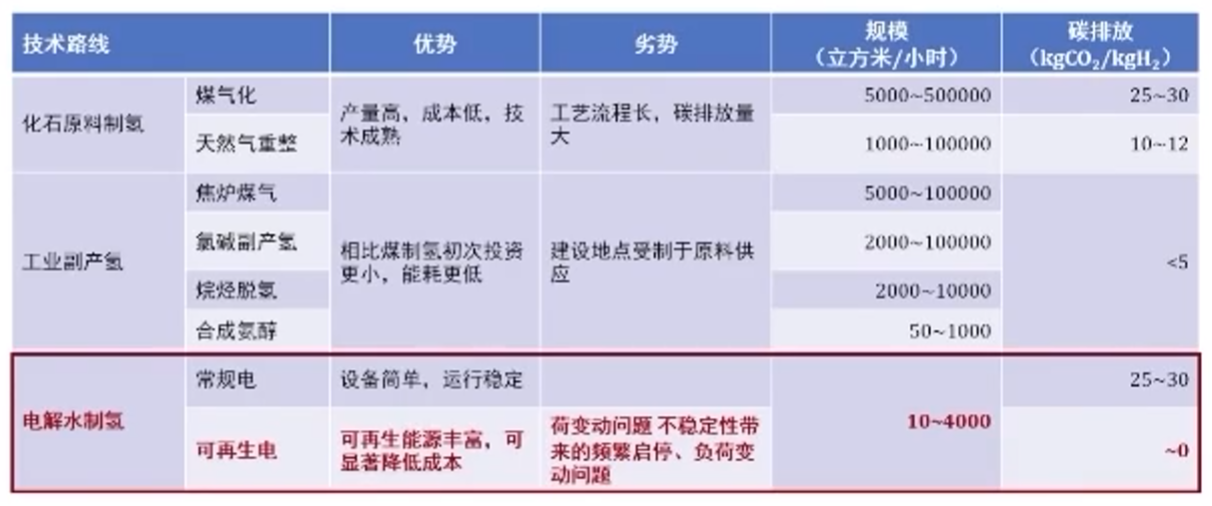 技术路线
优势
劣势
规模
（立方米/小时）
碳排放
（kgCO₂/kgH₂）
化石原料制氢
煤气化
产量高，成本低，技
术成熟
工艺流程长，碳排放量
大
5000~500000
25~30
天然气重整
1000~100000
10~12
工业副产氢
焦炉煤气
相比煤制氢初次投资
更小，能耗更低
建设地点受制于原料供
应
5000~100000
<5
氯碱副产氢
2000~100000
烷烃脱氢
2000~10000
合成氨醇
50~1000
电解水制氢
常规电
设备简单，运行稳定
10~4000
25~30
可再生电
可再生能源丰富，可
显著降低成本
荷变动问题 不稳定性带
来的频繁启停、负荷变
动问题
~0